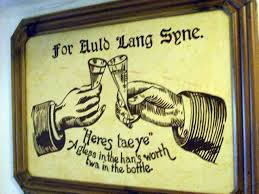 For Auld Lang Syne.
"Heres tae ye"
A glass in the han's worth
twa in the bottle.